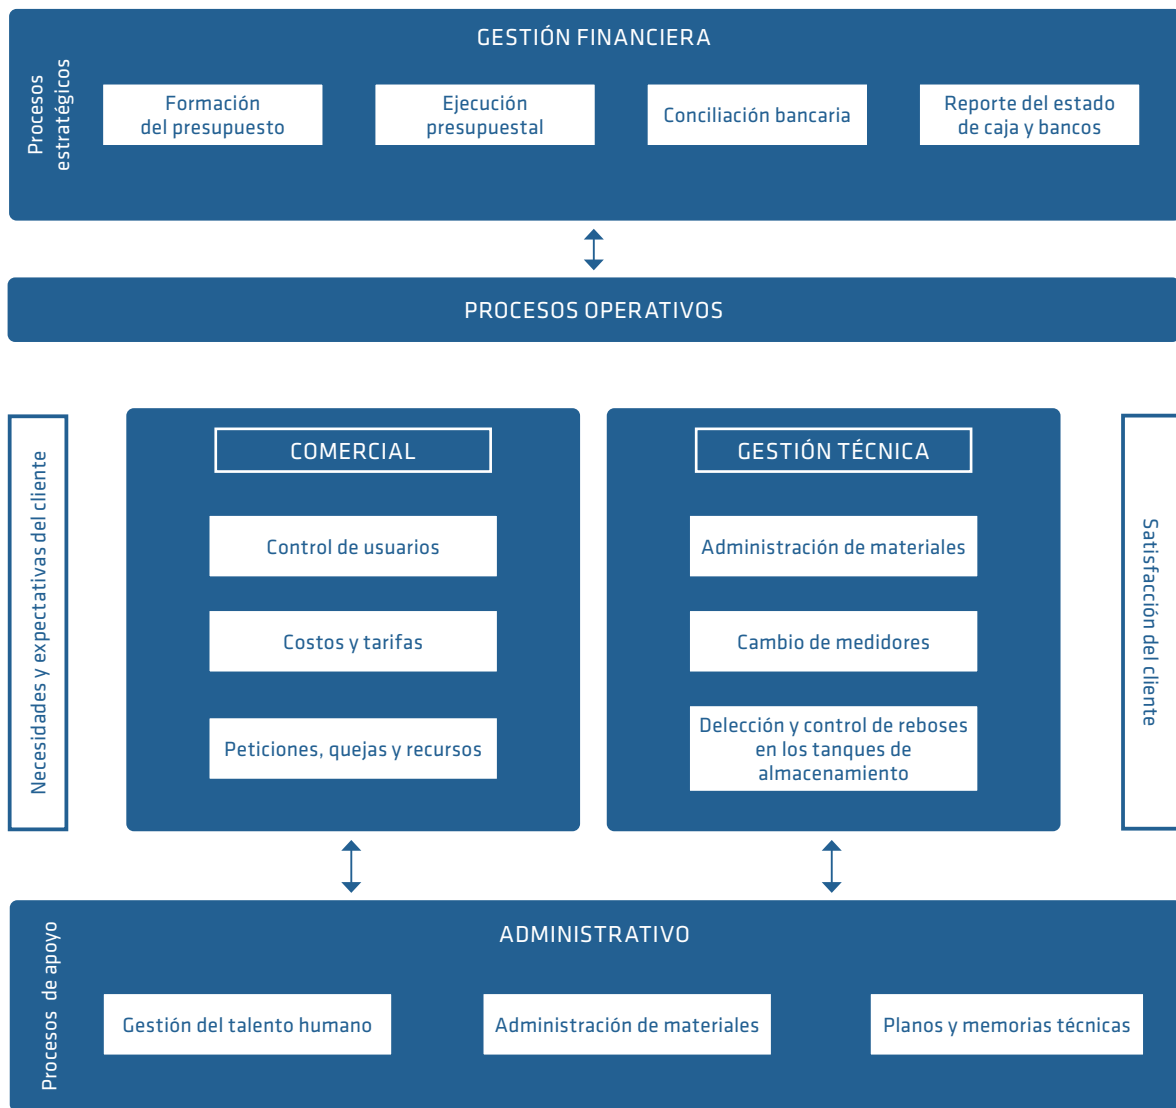 GESTIÓN FINANCIERA
Procesos
estratégicos
Formación
del presupuesto
Ejecución
presupuestal
Conciliación bancaria
Reporte del estado
de caja y bancos
PROCESOS OPERATIVOS
Necesidades y expectativas del cliente
COMERCIAL
Control de usuarios
Costos y tarifas
Peticiones, quejas y recursos
GESTIÓN TÉCNICA
Administración de materiales
Cambio de medidores
Delección y control de reboses
en los tanques de
almacenamiento
Satisfacción del cliente
Procesos de apoyo
ADMINISTRATIVO
Gestión del talento humano
Administración de materiales
Planos y memorias técnicas